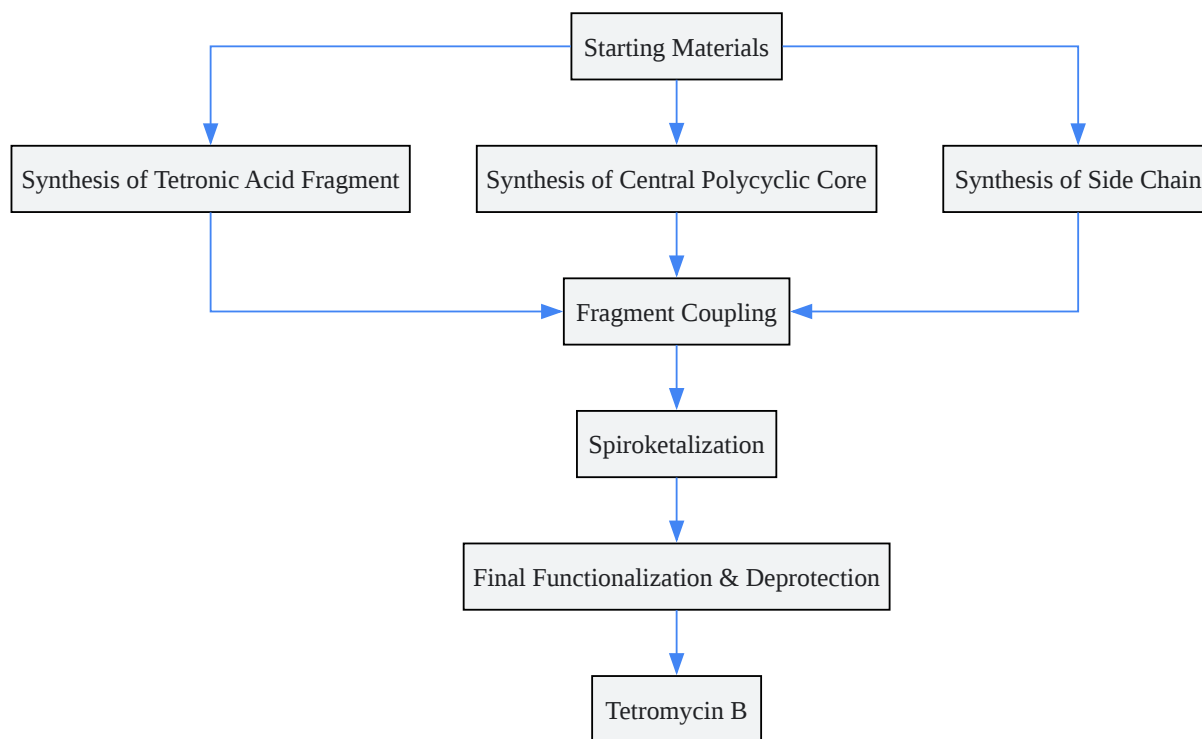 Starting Materials
Synthesis of Tetronic Acid Fragment
Synthesis of Central Polycyclic Core
Synthesis of Side Chain
Fragment Coupling
Spiroketalization
Final Functionalization & Deprotection
Tetromycin B